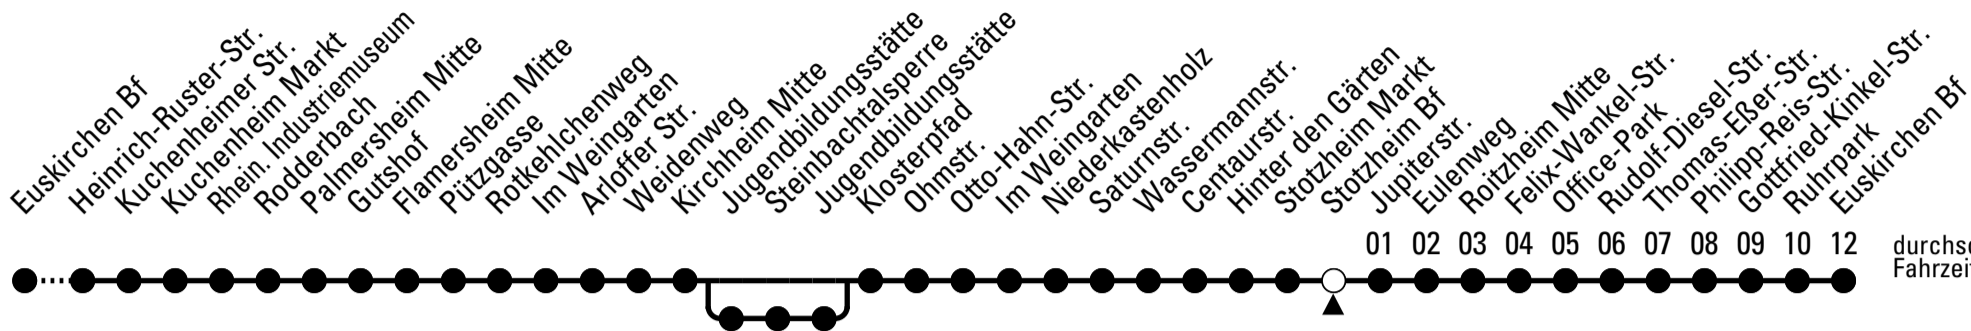 Euskirchen Bf
Heinrich-Ruster-Str.
Kuchenheimer Str.
Kuchenheim Markt
Rhein. Industriemuseum
Rodderbach
Palmersheim Mitte
Gutshof
Flamersheim Mitte
Pützgasse
Rotkehlchenweg
Im Weingarten
Arloffer Str.
Weidenweg
Kirchheim Mitte
Jugendbildungsstätte
Steinbachtalsperre
Jugendbildungsstätte
Klosterpfad
Ohmstr.
Otto-Hahn-Str.
Im Weingarten
Niederkastenholz
Saturnstr.
Wassermannstr.
Centaurstr.
Hinter den Gärten
Stotzheim Markt
Stotzheim Bf
Jupiterstr.
Eulenweg
Roitzheim Mitte
Felix-Wankel-Str.
Office-Park
Rudolf-Diesel-Str.
Thomas-Eßer-Str.
Philipp-Reis-Str.
Gottfried-Kinkel-Str.
Ruhrpark
Euskirchen Bf
01 02 03 04 05 06 07 08 09 10 12